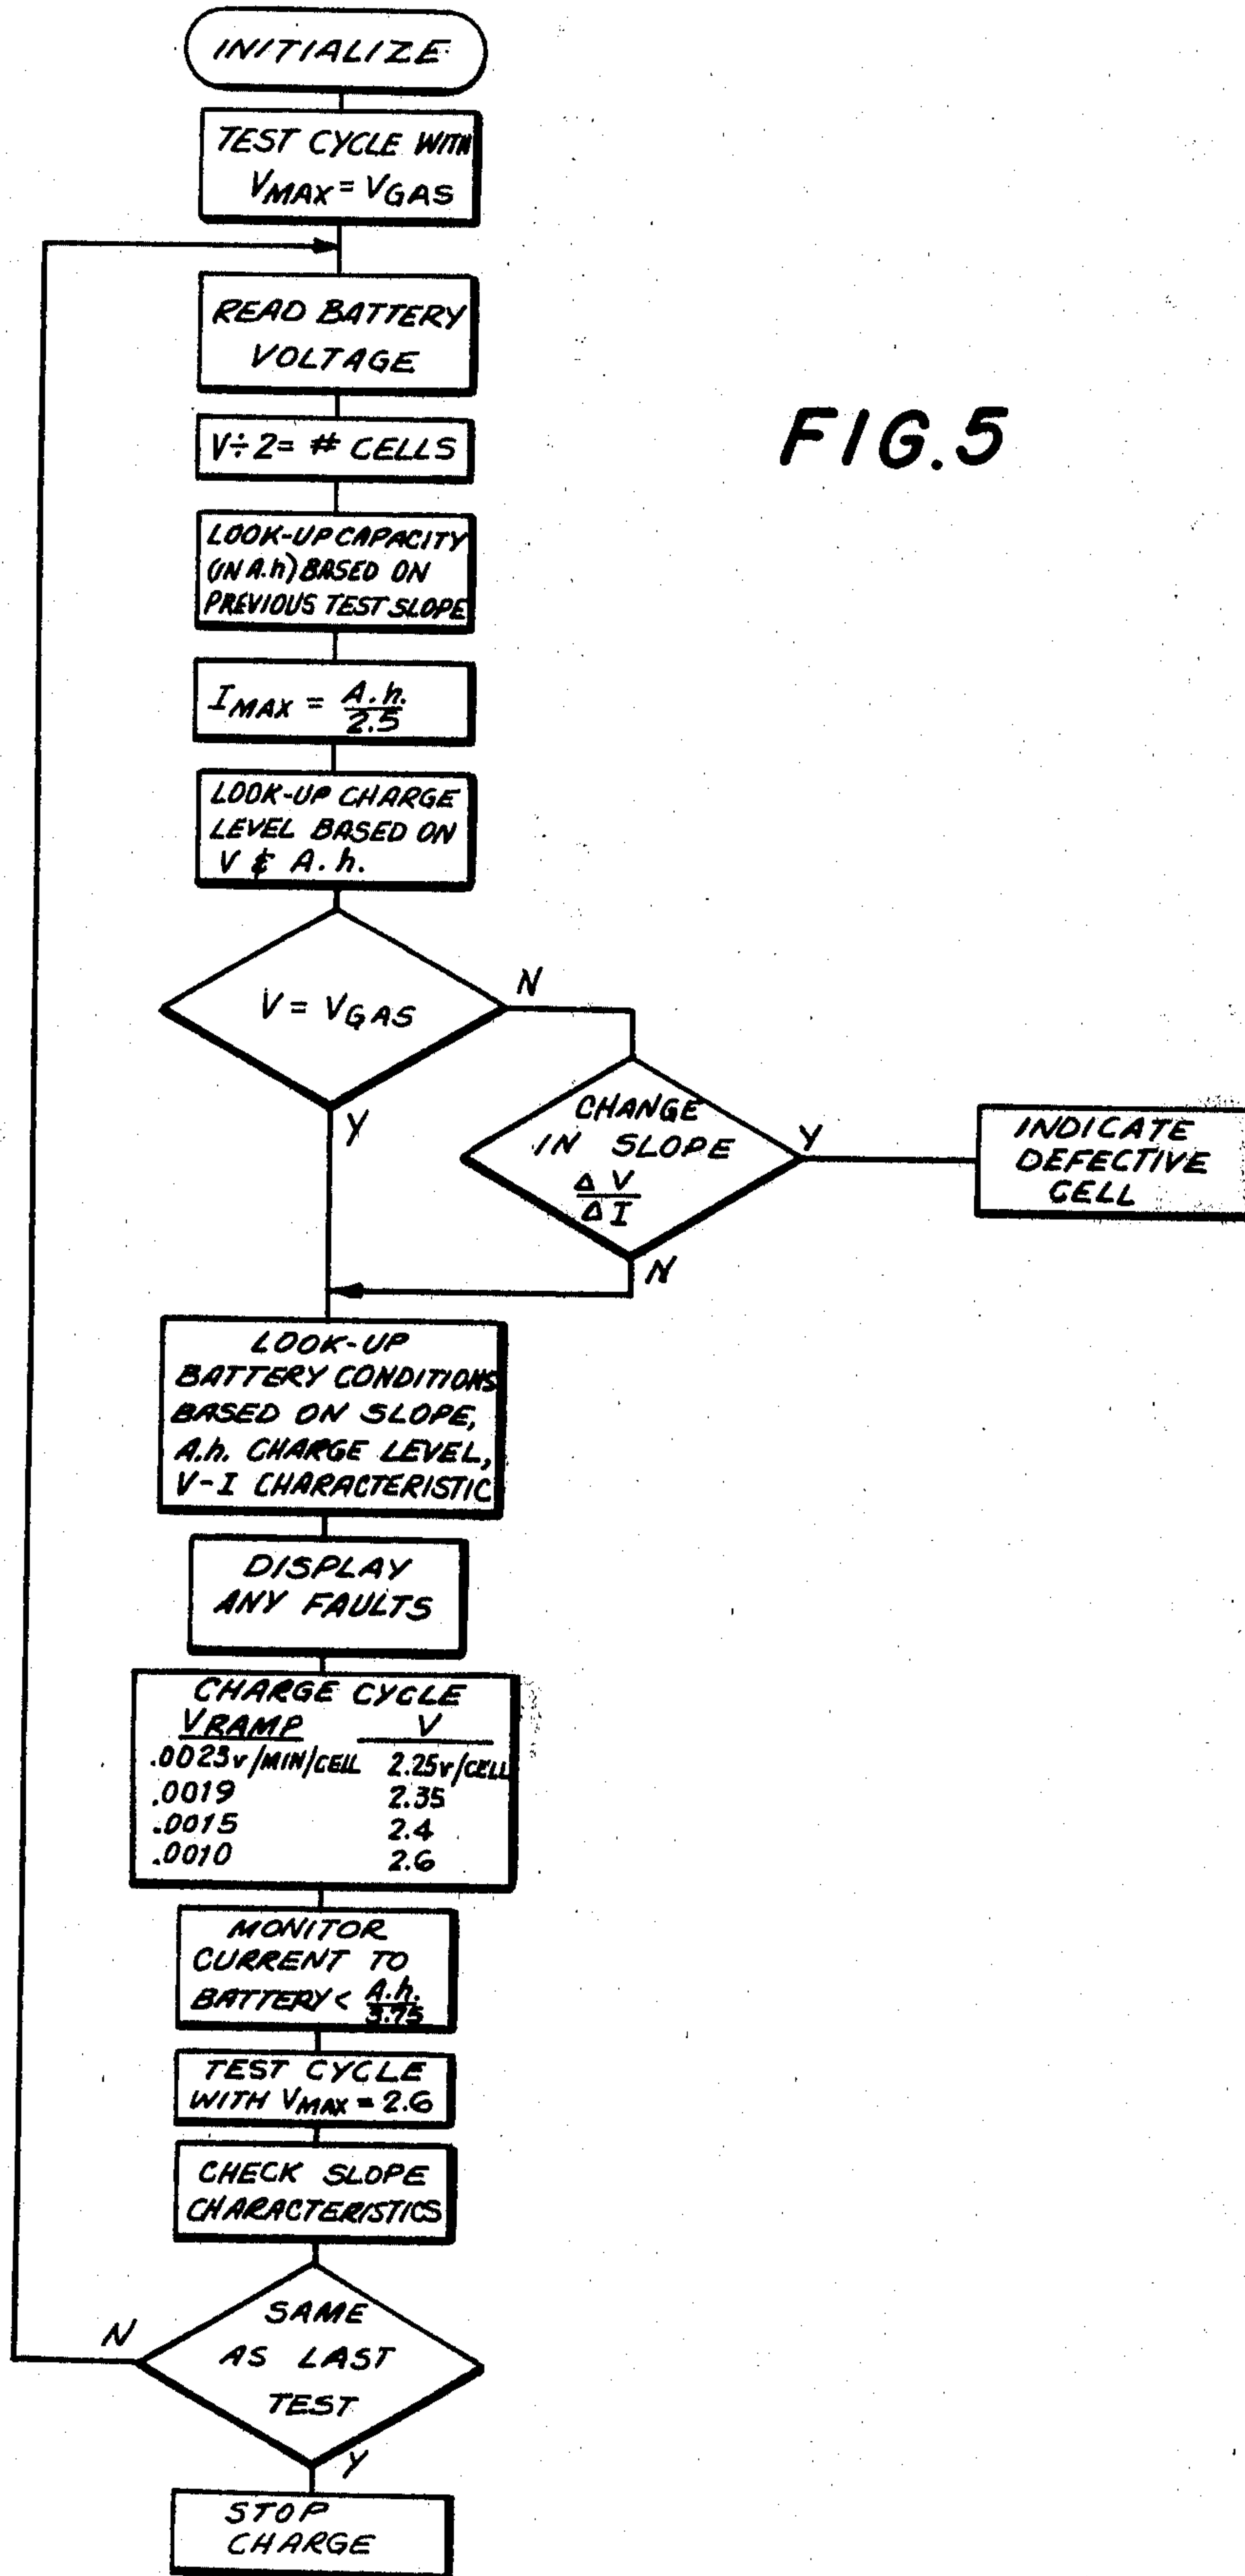 INITIALIZE
TEST CYCLE WITH
VMAX = VGAS
READ BATTERY
VOLTAGE
FIG.5
V÷2= # CELLS
LOOK-UP CAPACITY
(IN A.h) BASED ON
PREVIOUS TEST SLOPE
IMAX = A.h.
2.5
LOOK-UP CHARGE
LEVEL BASED ON
V & A.h.
V = VGAS
N
Y
CHANGE
IN SLOPE
Δ V
Δ I
Y
N
INDICATE
DEFECTIVE
CELL
LOOK-UP
BATTERY CONDITIONS
BASED ON SLOPE,
A.h. CHARGE LEVEL,
V-I CHARACTERISTIC
DISPLAY
ANY FAULTS
CHARGE CYCLE
VRAMP V
.0023v/MIN/CELL 2.25v/CELL
.0019 2.35
.0015 2.4
.0010 2.6
MONITOR
CURRENT TO
BATTERY < A.h.
3.75
TEST CYCLE
WITH VMAX = 2.6
CHECK SLOPE
CHARACTERISTICS
N
SAME
AS LAST
TEST
Y
STOP
CHARGE